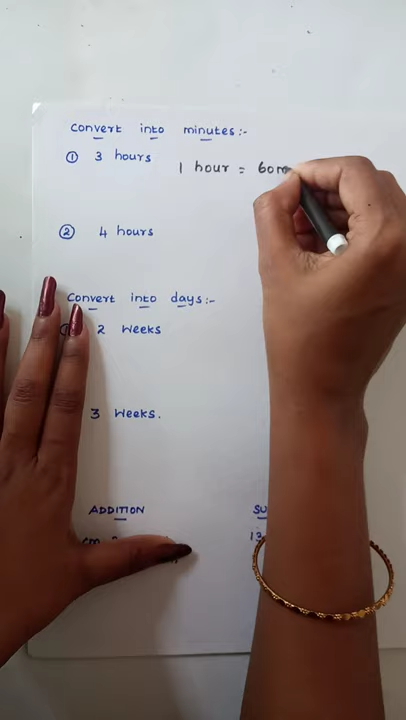 Convert into minutes:-
① 3 hours
1 hour = 60m
② 4 hours
Convert into days:-
2 Weeks
3 Weeks.
ADDITION